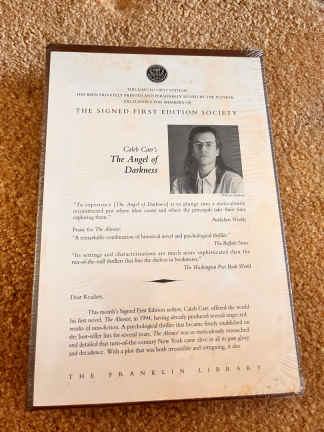 THIS LIMITED FIRST EDITION
HAS BEEN PRIVATELY PRINTED AND PERSONALLY SIGNED BY THE AUTHOR
EXCLUSIVELY FOR MEMBERS OF
THE SIGNED FIRST EDITION SOCIETY
Caleb Carr's
The Angel of
Darkness
"To experience [The Angel of Darkness] is to plunge into a meticulously
reconstructed past where idea count and where the principals take their time
exploring them."
Publishers Weekly
Praise for The Alienist:
"A remarkable combination of historical novel and psychological thriller."
The Buffalo News
"Its settings and characterizations are much more sophisticated than the
run-of-the-mill thrillers that line the shelves in bookstores."
The Washington Post Book World
Dear Readers,
This month's Signed First Edition author, Caleb Carr, offered the world
his first novel, The Alienist, in 1994, having already produced several
works of non-fiction. A psychological thriller that became firmly established on
the best-seller lists for several years, The Alienist was so meticulously researched
and detailed that turn-of-the-century New York came alive in all its past glory
and decadence. With a plot that was both irresistible and intriguing, it also
THE FRANKLIN LIBRARY